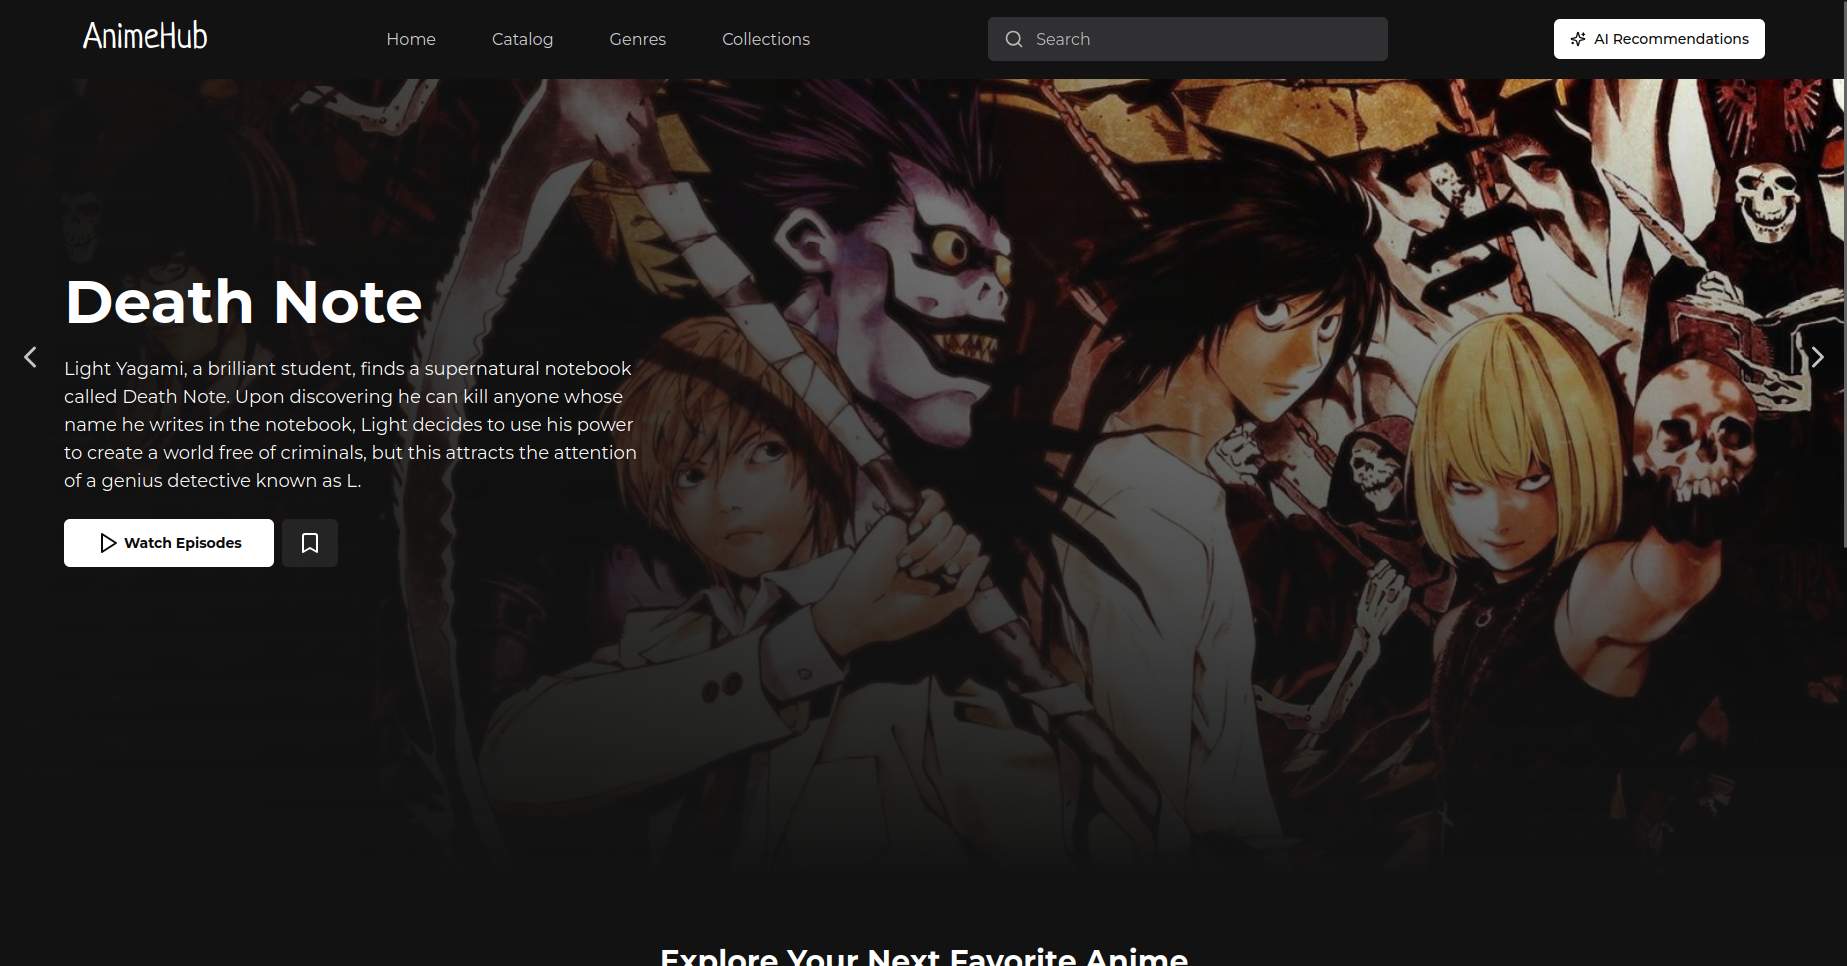 AnimeHub
Home
Catalog
Genres
Collections
Search
AI Recommendations
Death Note
Light Yagami, a brilliant student, finds a supernatural notebook
called Death Note. Upon discovering he can kill anyone whose
name he writes in the notebook, Light decides to use his power
to create a world free of criminals, but this attracts the attention
of a genius detective known as L.
Watch Episodes
Explore Your Next Favorite Anime